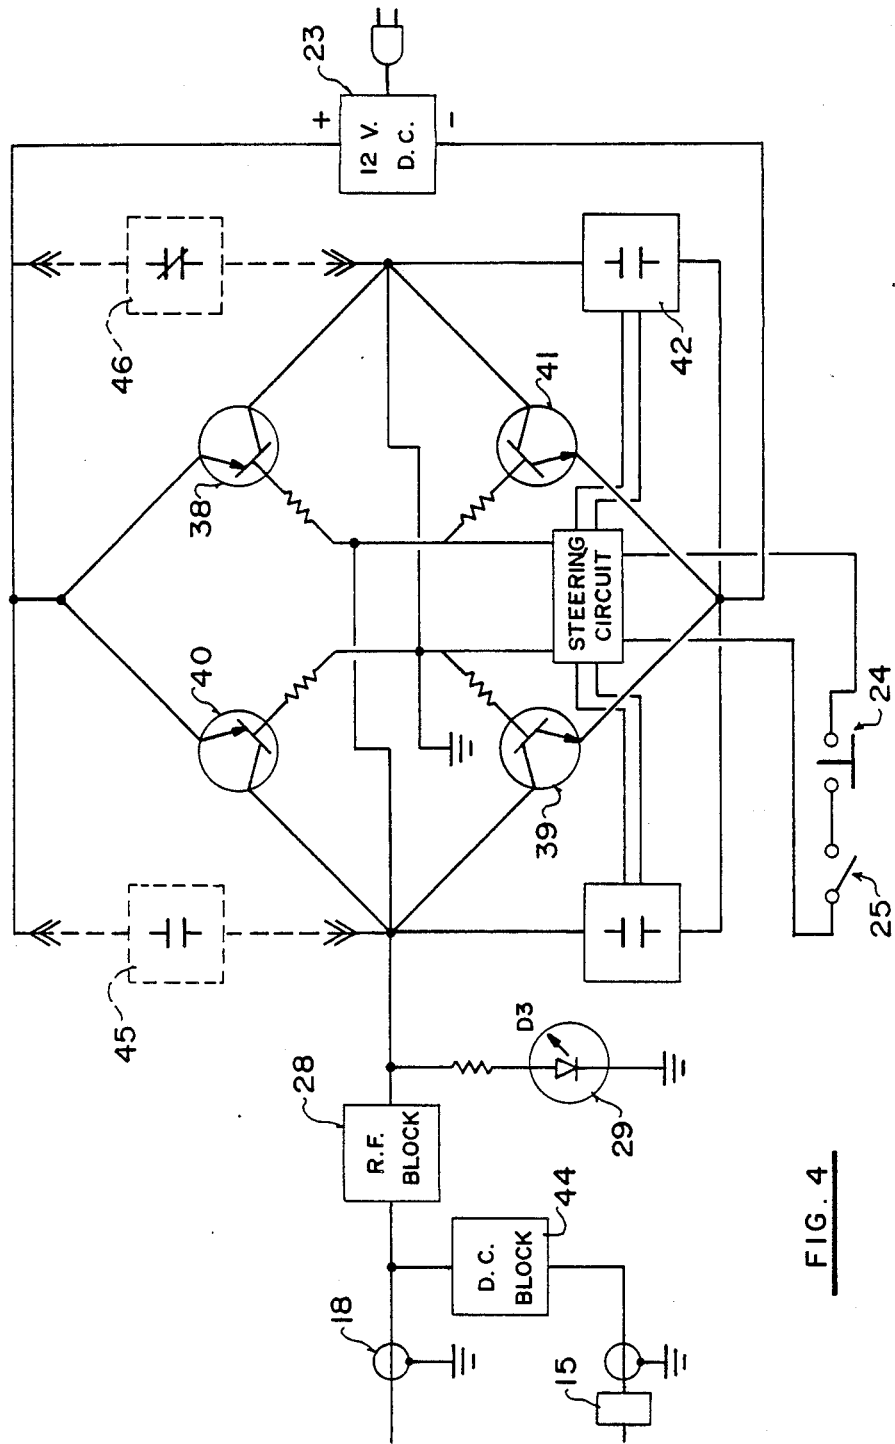 45
46
23
+
12 V.
D. C.
-
40
38
28
R.F.
BLOCK
D3
29
39
41
STEERING
CIRCUIT
42
18
D. C.
BLOCK
44
15
25
24
FIG. 4